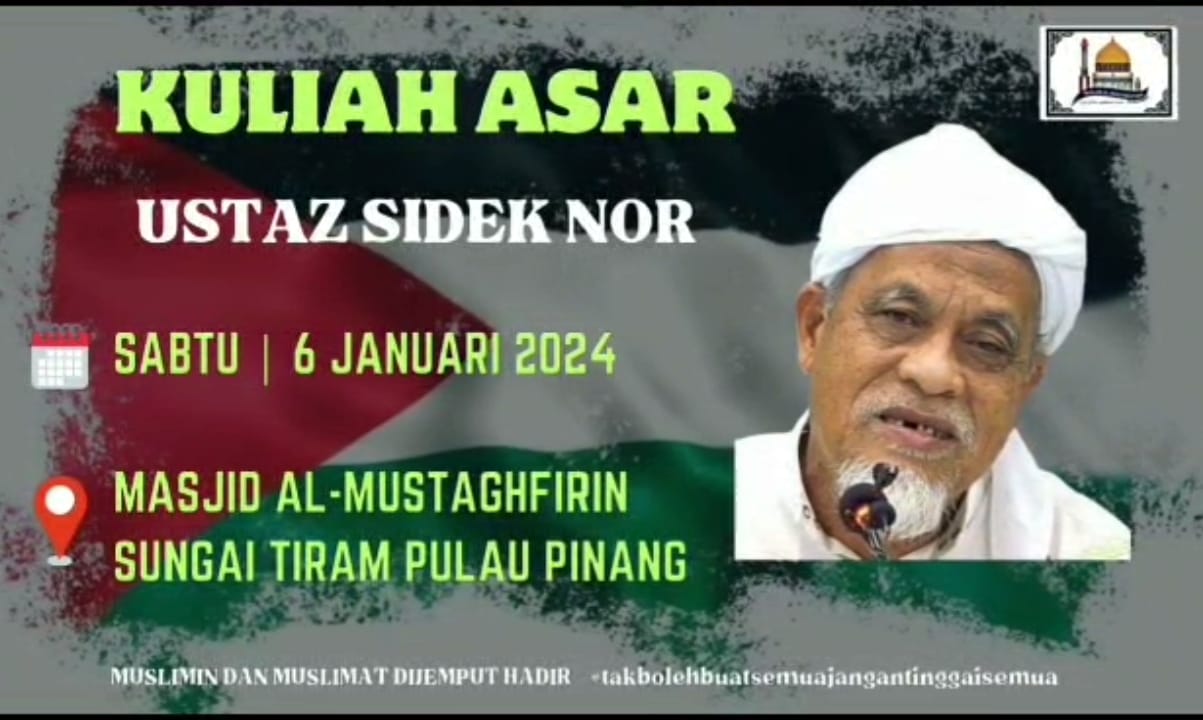 KULIAH ASAR
USTAZ SIDEK NOR
SABTU | 6 JANUARI 2024
MASJID AL-MUSTAGHFIRIN
SUNGAI TIRAM PULAU PINANG
MUSLIMIN DAN MUSLIMAT DIJEMPUT HADIR #takbolehbuatsemuajangantinggaisemua